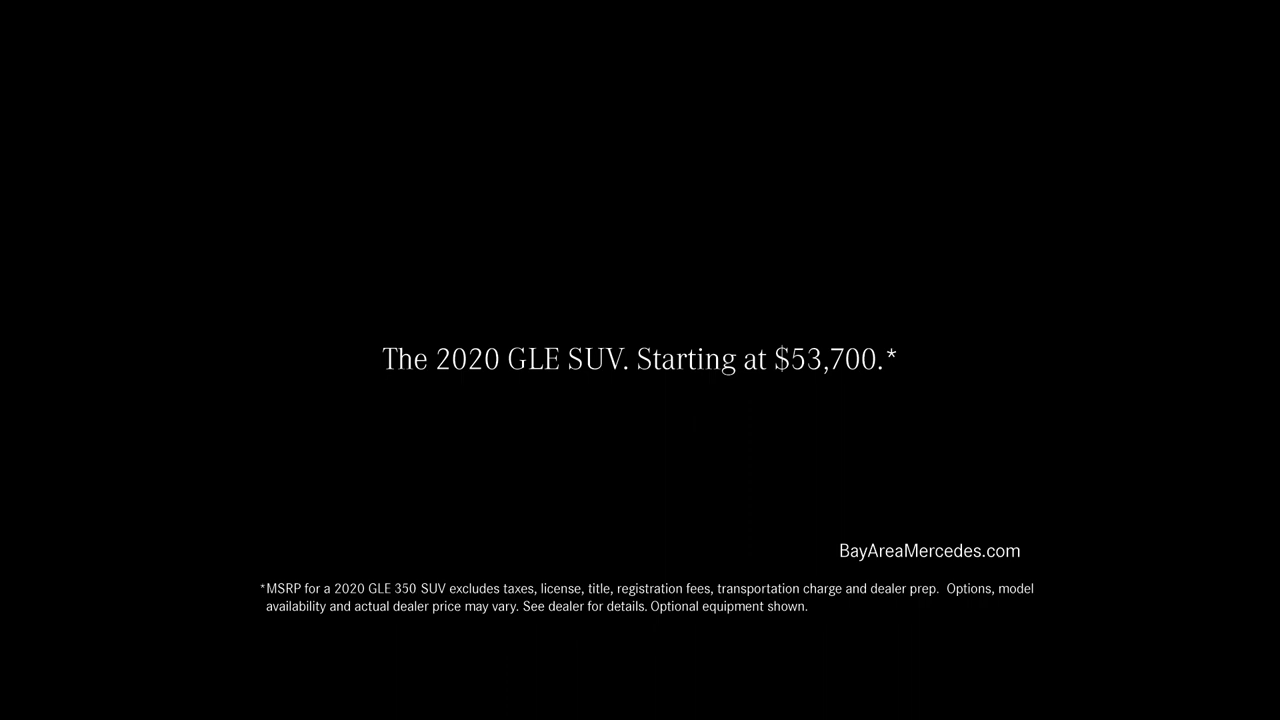 The 2020 GLE SUV. Starting at $53,700.*
BayAreaMercedes.com
*MSRP for a 2020 GLE 350 SUV excludes taxes, license, title, registration fees, transportation charge and dealer prep. Options, model
availability and actual dealer price may vary. See dealer for details. Optional equipment shown.